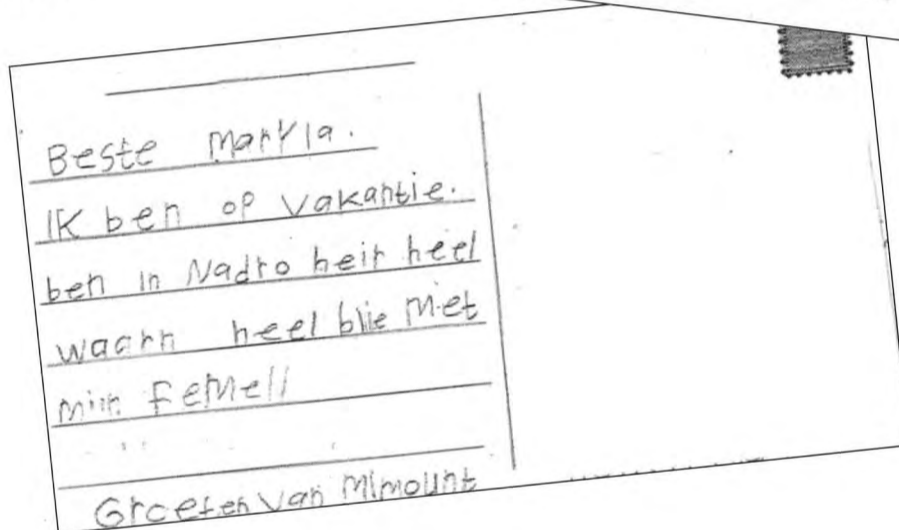 Beste Maryla.
Ik ben op vakantie.
ben in Nadro heir heel
waarn heel blie met
mijn femell
Groeten van Mimount